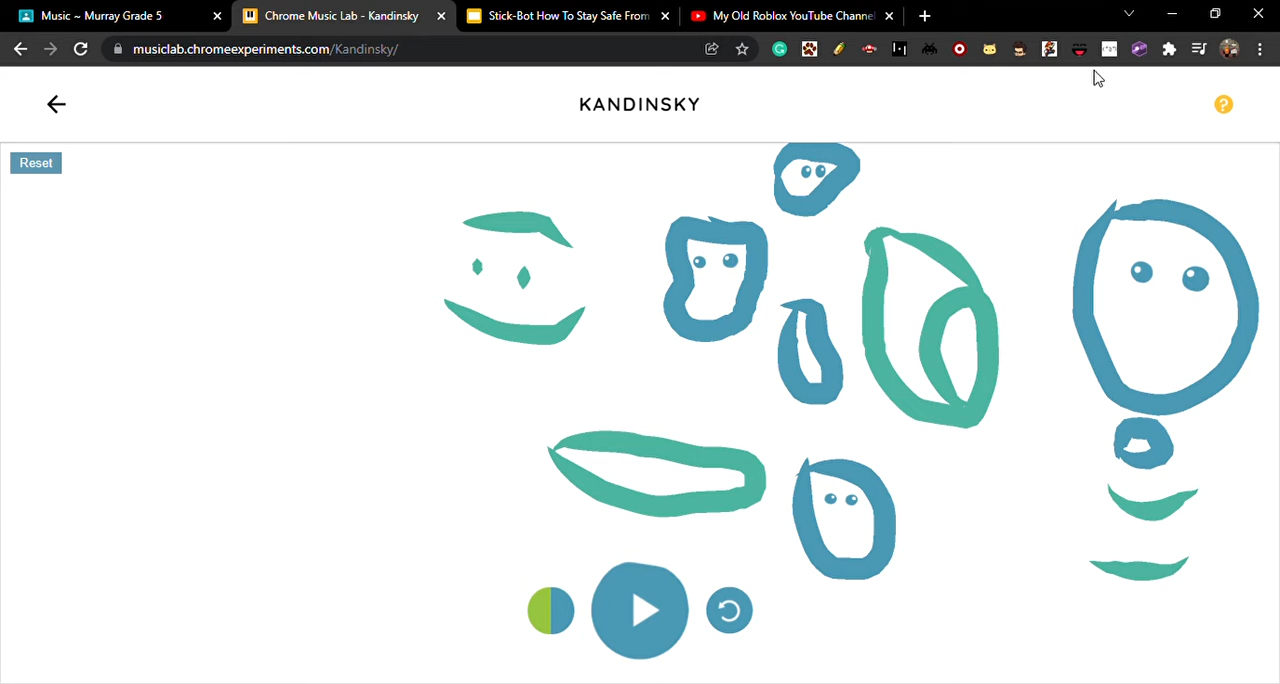 Music ~ Murray Grade 5
Chrome Music Lab - Kandinsky
Stick-Bot How To Stay Safe From
My Old Roblox YouTube Channel
musiclab.chromeexperiments.com/Kandinsky/
KANDINSKY
?
Reset